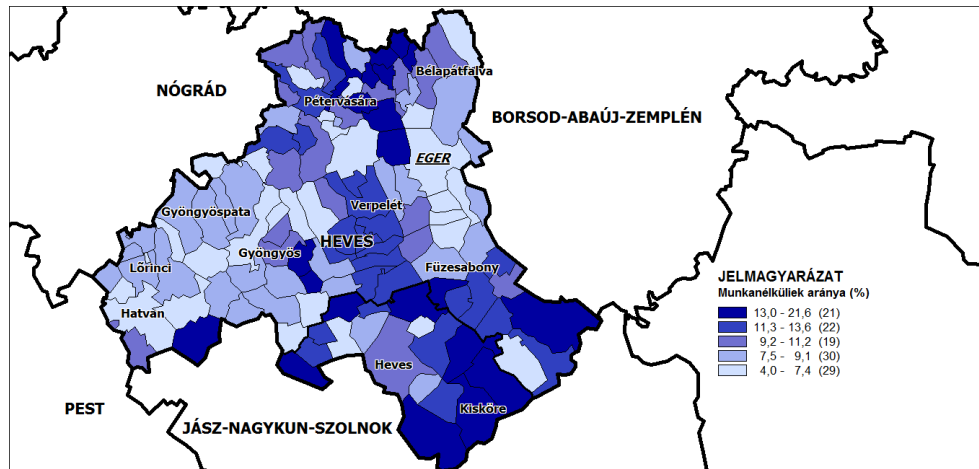 Bélapátfalva
NÓGRÁD
Pétervására
BORSOD-ABAÚJ-ZEMPLÉN
EGER
Verpelét
Gyöngyöspata
HEVES
Gyöngyös
Lőrinci
Füzesabony
JELMAGYARÁZAT
Munkanélküliek aránya (%)
13,0 - 21,6 (21)
11,3 - 13,6 (22)
9,2 - 11,2 (19)
7,5 - 9,1 (30)
4,0 - 7,4 (29)
Hatván
Heves
PEST
Kisköre
JÁSZ-NAGYKUN-SZOLNOK